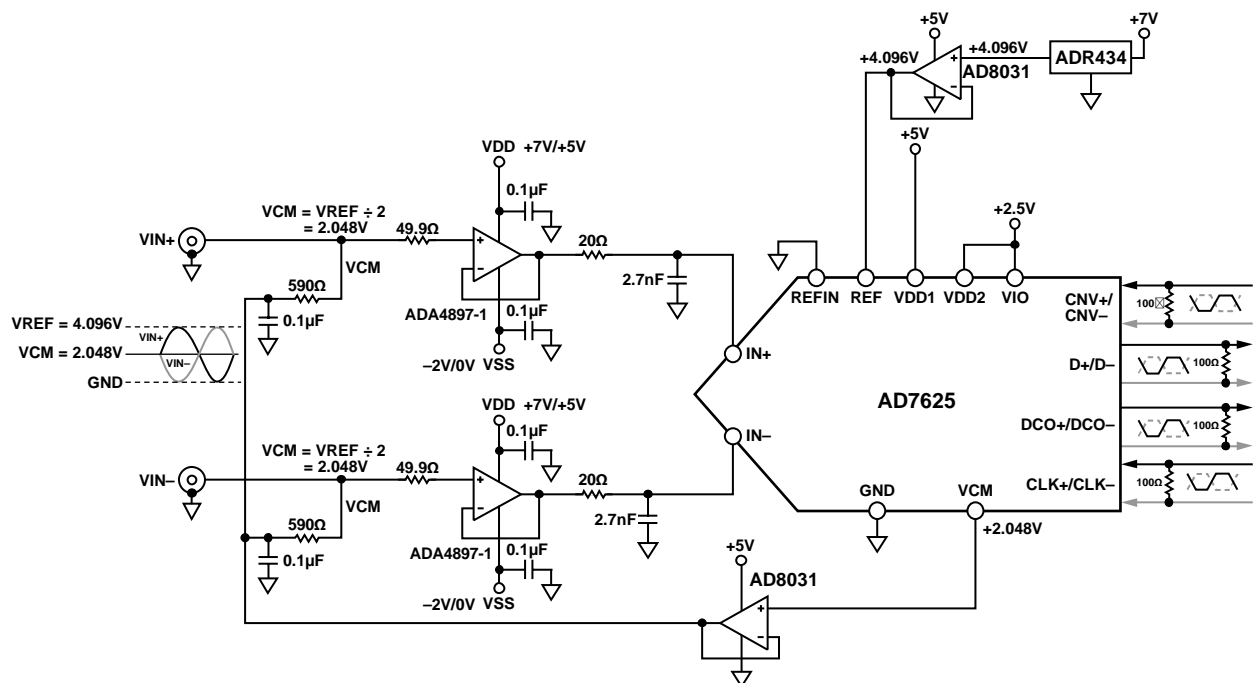 +5V
+7V
+4.096V
+4.096V
ADR434
AD8031
+5V
VDD +7V/+5V
0.1µF
+2.5V
VCM = VREF ÷ 2
= 2.048V
49.9Ω
VIN+
20Ω
VCM
2.7nF
590Ω
0.1µF
0.1µF
ADA4897-1
–2V/0V VSS
REFIN
REF
VDD1
VDD2
VIO
CNV+/
CNV–
100
VREF = 4.096V
VIN+
VCM = 2.048V
VIN–
GND
IN+
D+/D–
100Ω
AD7625
VDD +7V/+5V
0.1µF
IN–
DCO+/DCO–
100Ω
VCM = VREF ÷ 2
= 2.048V
49.9Ω
VIN–
20Ω
VCM
2.7nF
GND
VCM
CLK+/CLK–
100Ω
+2.048V
590Ω
0.1µF
0.1µF
ADA4897-1
–2V/0V VSS
+5V
AD8031